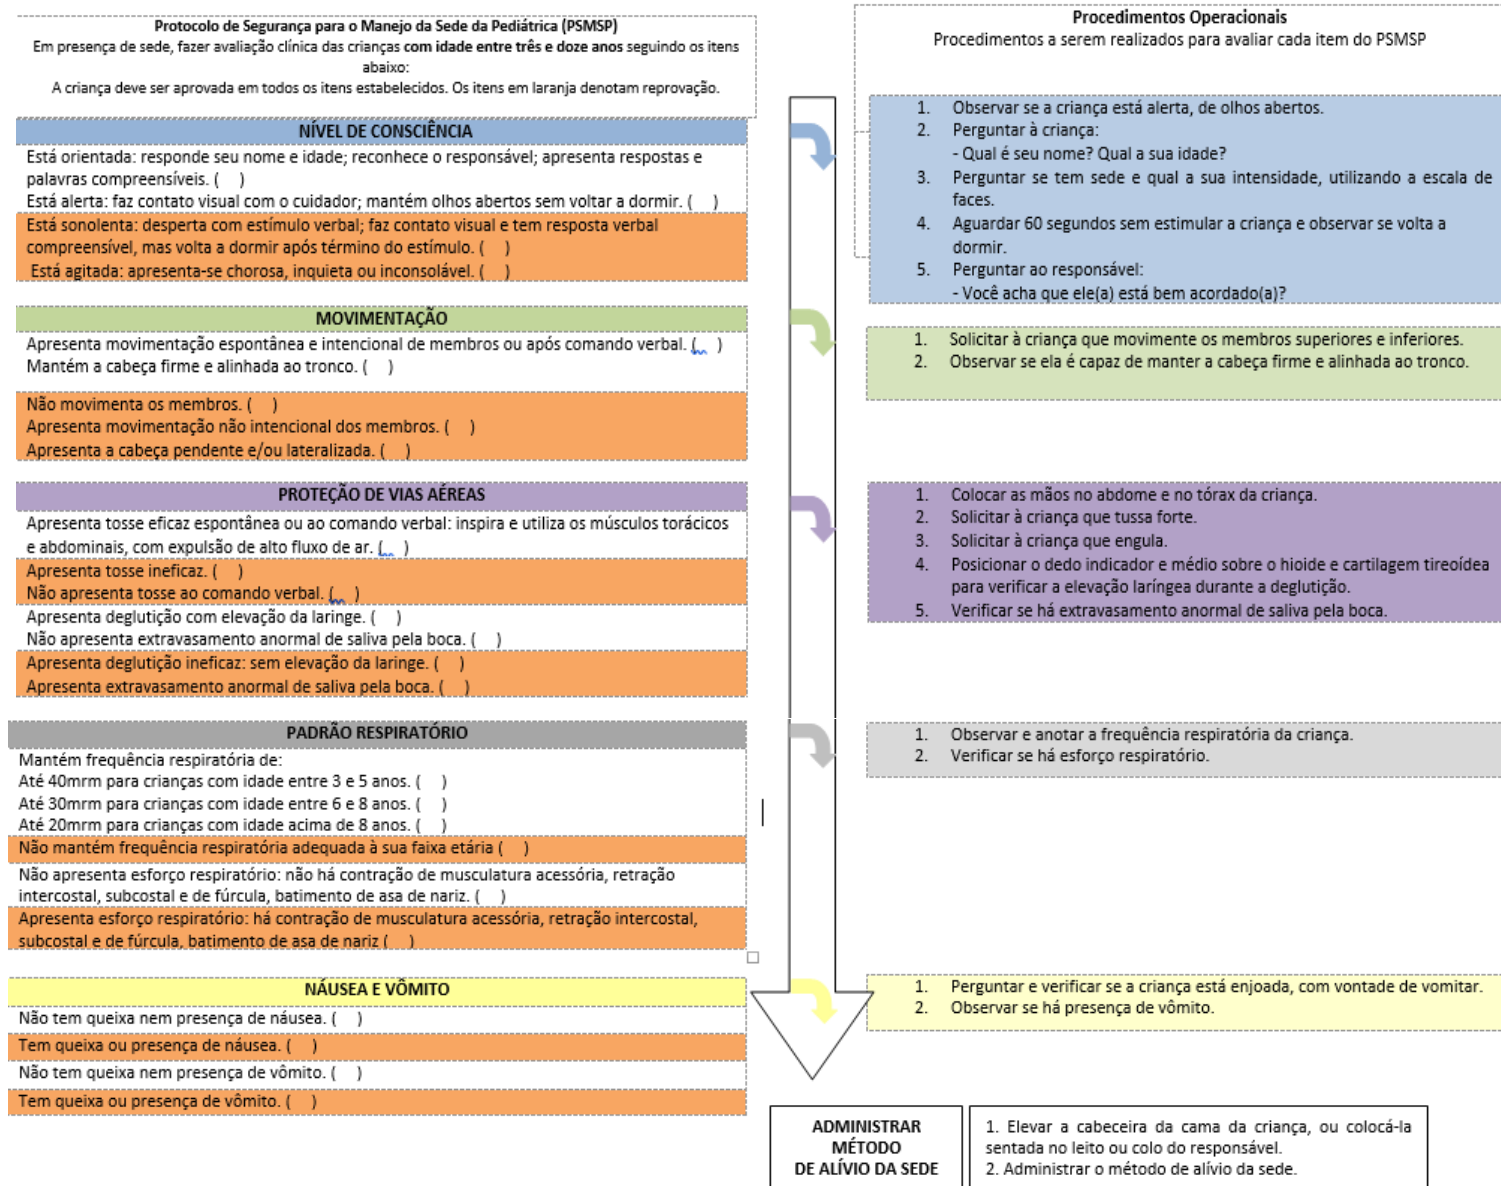 Protocolo de Segurança para o Manejo da Sede da Pediátrica (PSMSP)
Em presença de sede, fazer avaliação clínica das crianças com idade entre três e doze anos seguindo os itens
abaixo:
A criança deve ser aprovada em todos os itens estabelecidos. Os itens em laranja denotam reprovação.
NÍVEL DE CONSCIÊNCIA
Está orientada: responde seu nome e idade; reconhece o responsável; apresenta respostas e
palavras compreensíveis. (    )
Está alerta: faz contato visual com o cuidador; mantém olhos abertos sem voltar a dormir. (    )
Está sonolenta: desperta com estímulo verbal; faz contato visual e tem resposta verbal
compreensível, mas volta a dormir após término do estímulo. (    )
Está agitada: apresenta-se chorosa, inquieta ou inconsolável. (    )
MOVIMENTAÇÃO
Apresenta movimentação espontânea e intencional de membros ou após comando verbal. (    )
Mantém a cabeça firme e alinhada ao tronco. (    )
Não movimenta os membros. (    )
Apresenta movimentação não intencional dos membros. (    )
Apresenta a cabeça pendente e/ou lateralizada. (    )
PROTEÇÃO DE VIAS AÉREAS
Apresenta tosse eficaz espontânea ou ao comando verbal: inspira e utiliza os músculos torácicos
e abdominais, com expulsão de alto fluxo de ar. (    )
Apresenta tosse ineficaz. (    )
Não apresenta tosse ao comando verbal. (    )
Apresenta deglutição com elevação da laringe. (    )
Não apresenta extravasamento anormal de saliva pela boca. (    )
Apresenta deglutição ineficaz: sem elevação da laringe. (    )
Apresenta extravasamento anormal de saliva pela boca. (    )
PADRÃO RESPIRATÓRIO
Mantém frequência respiratória de:
Até 40mrm para crianças com idade entre 3 e 5 anos. (    )
Até 30mrm para crianças com idade entre 6 e 8 anos. (    )
Até 20mrm para crianças com idade acima de 8 anos. (    )
Não mantém frequência respiratória adequada à sua faixa etária (    )
Não apresenta esforço respiratório: não há contração de musculatura acessória, retração
intercostal, subcostal e de fúrcula, batimento de asa de nariz. (    )
Apresenta esforço respiratório: há contração de musculatura acessória, retração intercostal,
subcostal e de fúrcula, batimento de asa de nariz (    )
NÁUSEA E VÔMITO
Não tem queixa nem presença de náusea. (    )
Tem queixa ou presença de náusea. (    )
Não tem queixa nem presença de vômito. (    )
Tem queixa ou presença de vômito. (    )
Procedimentos Operacionais
Procedimentos a serem realizados para avaliar cada item do PSMSP
1. Observar se a criança está alerta, de olhos abertos.
2. Perguntar à criança:
- Qual é seu nome? Qual a sua idade?
3. Perguntar se tem sede e qual a sua intensidade, utilizando a escala de
faces.
4. Aguardar 60 segundos sem estimular a criança e observar se volta a
dormir.
5. Perguntar ao responsável:
- Você acha que ele(a) está bem acordado(a)?
1. Solicitar à criança que movimente os membros superiores e inferiores.
2. Observar se ela é capaz de manter a cabeça firme e alinhada ao tronco.
1. Colocar as mãos no abdome e no tórax da criança.
2. Solicitar à criança que tussa forte.
3. Solicitar à criança que engula.
4. Posicionar o dedo indicador e médio sobre o hioide e cartilagem tireoídea
para verificar a elevação laríngea durante a deglutição.
5. Verificar se há extravasamento anormal de saliva pela boca.
1. Observar e anotar a frequência respiratória da criança.
2. Verificar se há esforço respiratório.
1. Perguntar e verificar se a criança está enjoada, com vontade de vomitar.
2. Observar se há presença de vômito.
ADMINISTRAR
MÉTODO
DE ALÍVIO DA SEDE
1. Elevar a cabeceira da cama da criança, ou colocá-la
sentada no leito ou colo do responsável.
2. Administrar o método de alívio da sede.